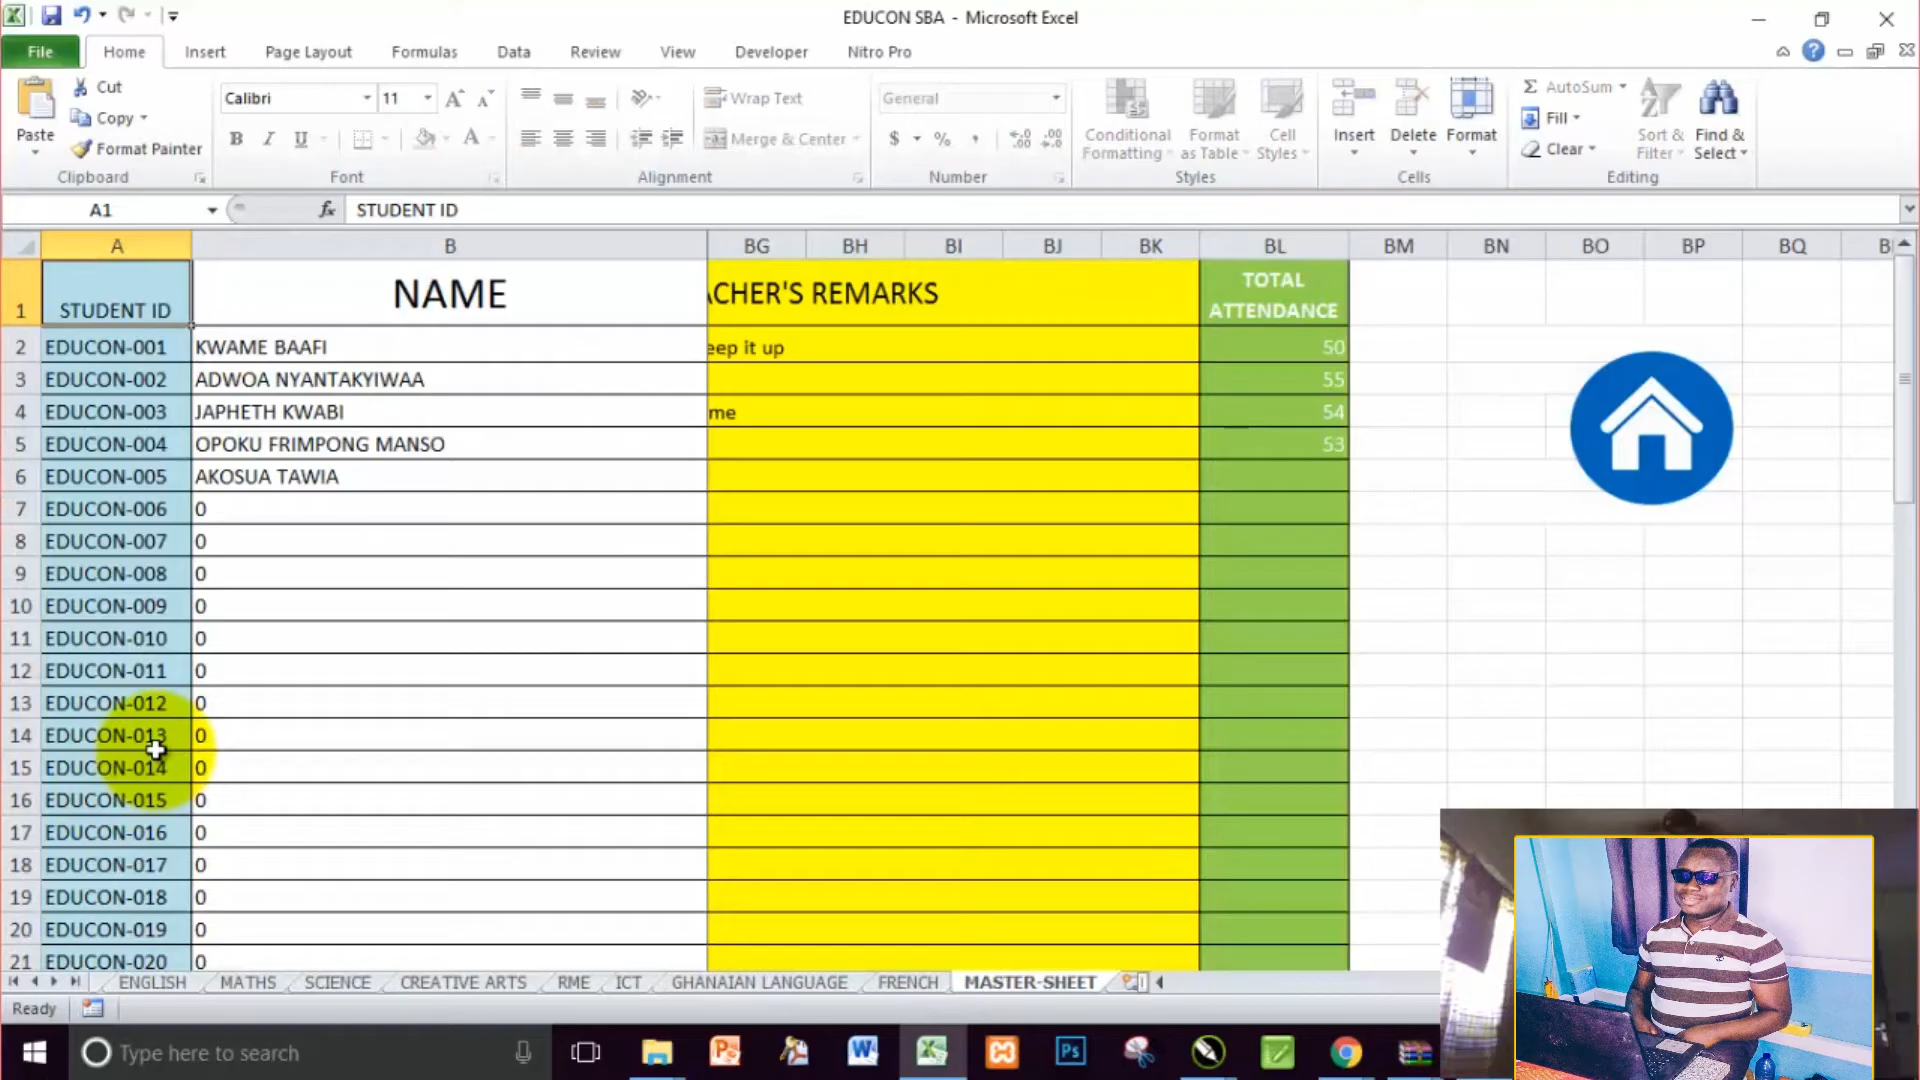 EDUCON SBA - Microsoft Excel
File Home Insert Page Layout Formulas Data Review View Developer Nitro Pro
Paste
Cut
Copy
Format Painter
Clipboard
Calibri 11
B I U
Font
Wrap Text
Merge & Center
Alignment
General
$ % ,
Number
Conditional Formatting
Format as Table
Cell Styles
Styles
Insert Delete Format
Cells
AutoSum
Fill
Clear
Sort & Filter
Find & Select
Editing
A1 fx STUDENT ID
A B BG BH BI BJ BK BL BM BN BO BP BQ
1 STUDENT ID NAME ACHER'S REMARKS TOTAL ATTENDANCE
2 EDUCON-001 KWAME BAAFI eep it up 50
3 EDUCON-002 ADWOA NYANTAKYIWAA 55
4 EDUCON-003 JAPHETH KWABI me 54
5 EDUCON-004 OPOKU FRIMPONG MANSO 53
6 EDUCON-005 AKOSUA TAWIA
7 EDUCON-006 0
8 EDUCON-007 0
9 EDUCON-008 0
10 EDUCON-009 0
11 EDUCON-010 0
12 EDUCON-011 0
13 EDUCON-012 0
14 EDUCON-013 0
15 EDUCON-014 0
16 EDUCON-015 0
17 EDUCON-016 0
18 EDUCON-017 0
19 EDUCON-018 0
20 EDUCON-019 0
21 EDUCON-020 0
ENGLISH MATHS SCIENCE CREATIVE ARTS RME ICT GHANAIAN LANGUAGE FRENCH MASTER-SHEET
Ready
Type here to search